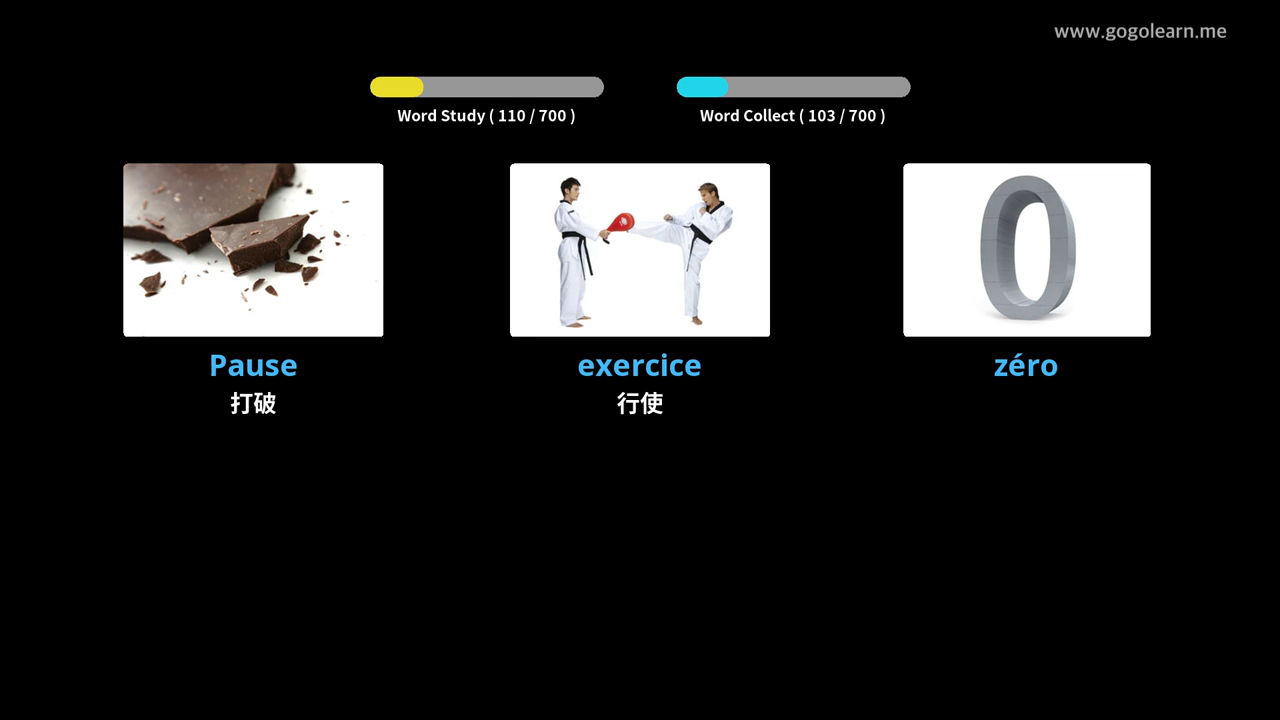 www.gogolearn.me
Word Study ( 110 / 700 )
Word Collect ( 103 / 700 )
Pause
打破
exercice
行使
zéro